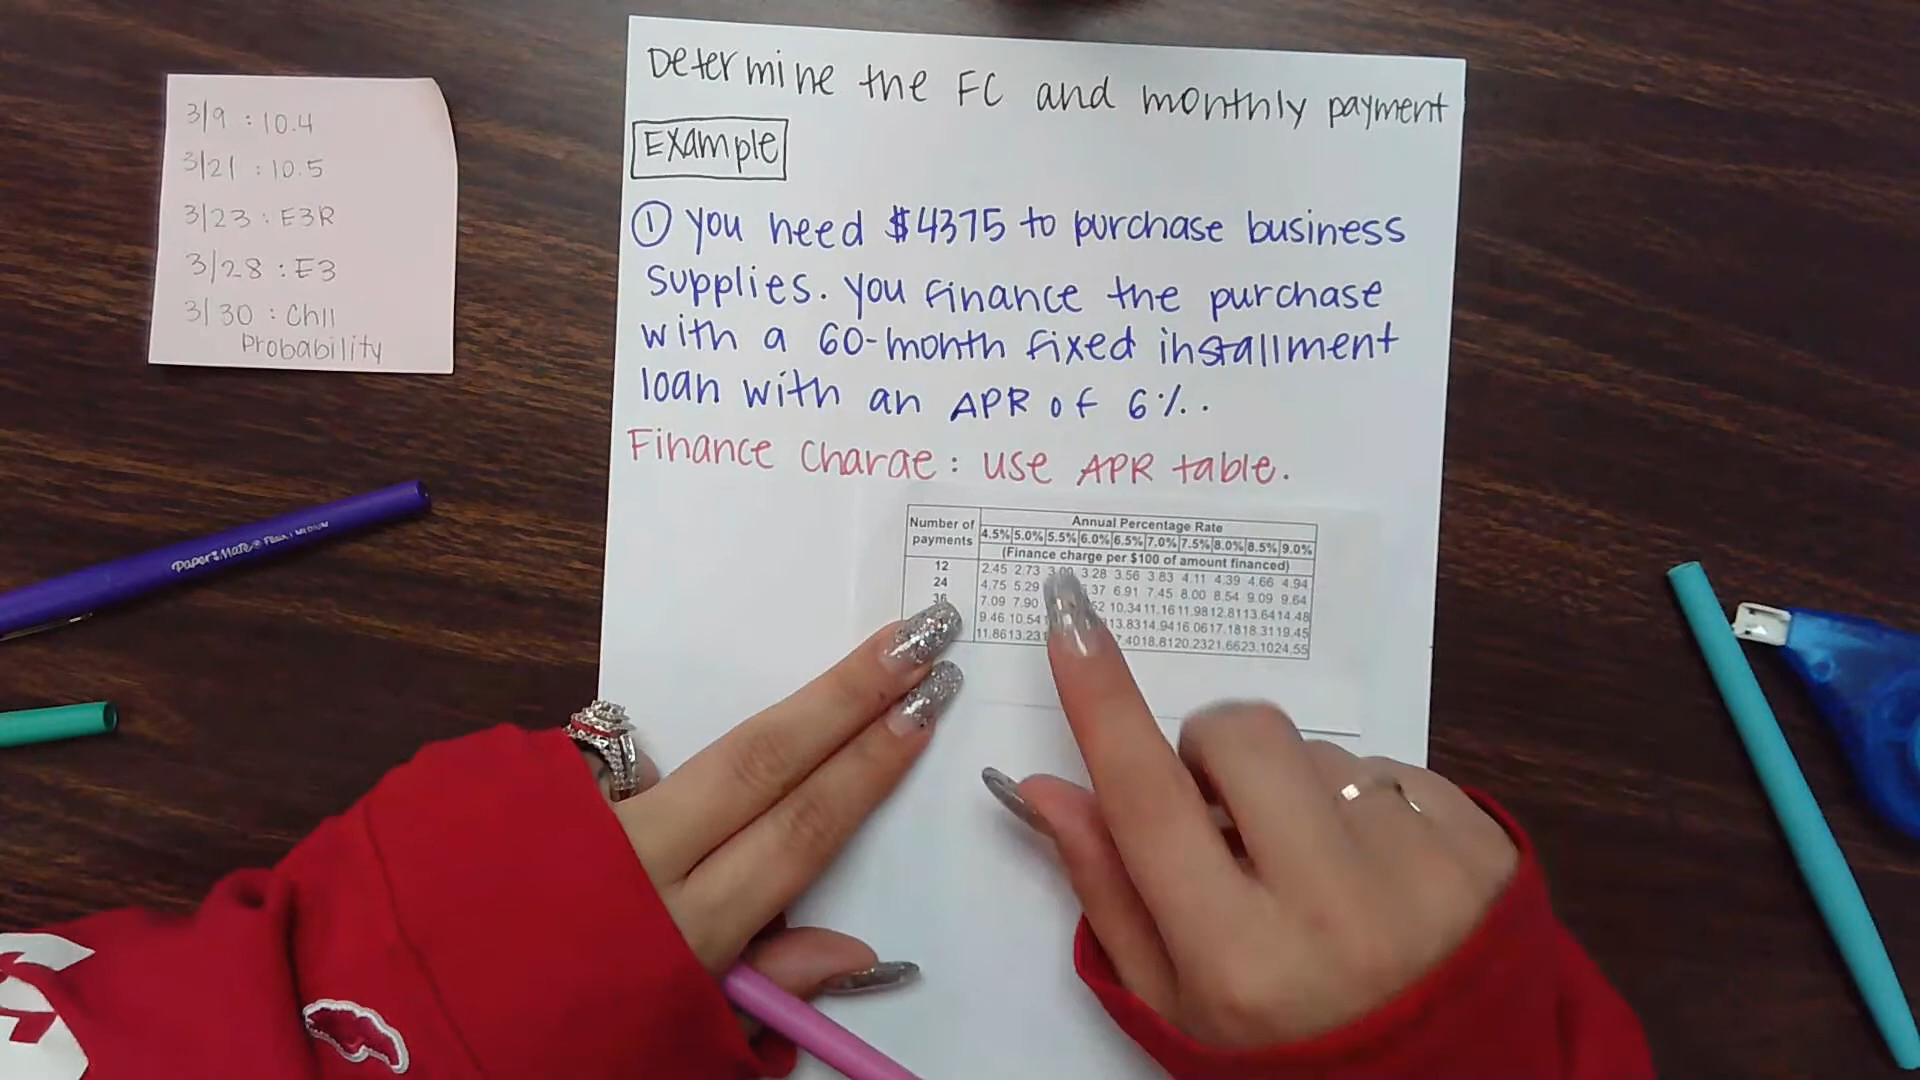 3/9 : 10.4
3/21 : 10.5
3/23 : E3R
3/28 : E3
3/30 : Ch11
Probability
Determine the FC and monthly payment
Example
① You need $4375 to purchase business
supplies. You finance the purchase
with a 60-month fixed installment
loan with an APR of 6%.
Finance Charae: use APR table.
Number of payments
Annual Percentage Rate
4.5% 5.0% 5.5% 6.0% 6.5% 7.0% 7.5% 8.0% 8.5% 9.0%
(Finance charge per $100 of amount financed)
12 2.45 2.73 3.00 3.28 3.56 3.83 4.11 4.39 4.66 4.94
24 4.75 5.29 6.91 7.45 8.00 8.54 9.09 9.64
36 7.09 7.90 10.34 11.16 11.98 12.81 13.64 14.48
9.46 10.54 13.83 14.94 16.06 17.18 18.31 19.45
11.86 13.23 18.81 20.23 21.66 23.10 24.55
Paper Mate Flair MEDIUM